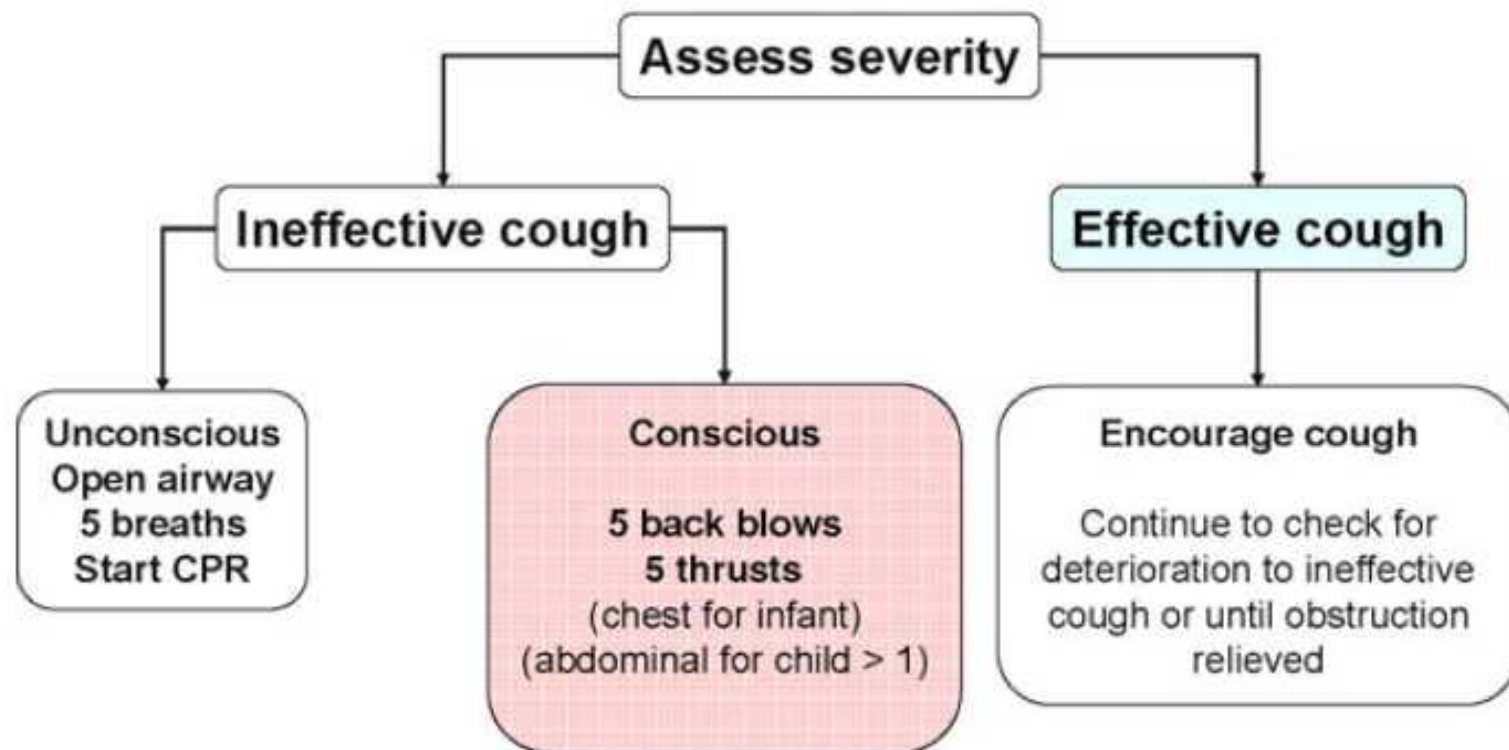 Assess severity
Ineffective cough
Effective cough
Unconscious
Open airway
5 breaths
Start CPR
Conscious
5 back blows
5 thrusts
(chest for infant)
(abdominal for child > 1)
Encourage cough
Continue to check for
deterioration to ineffective
cough or until obstruction
relieved